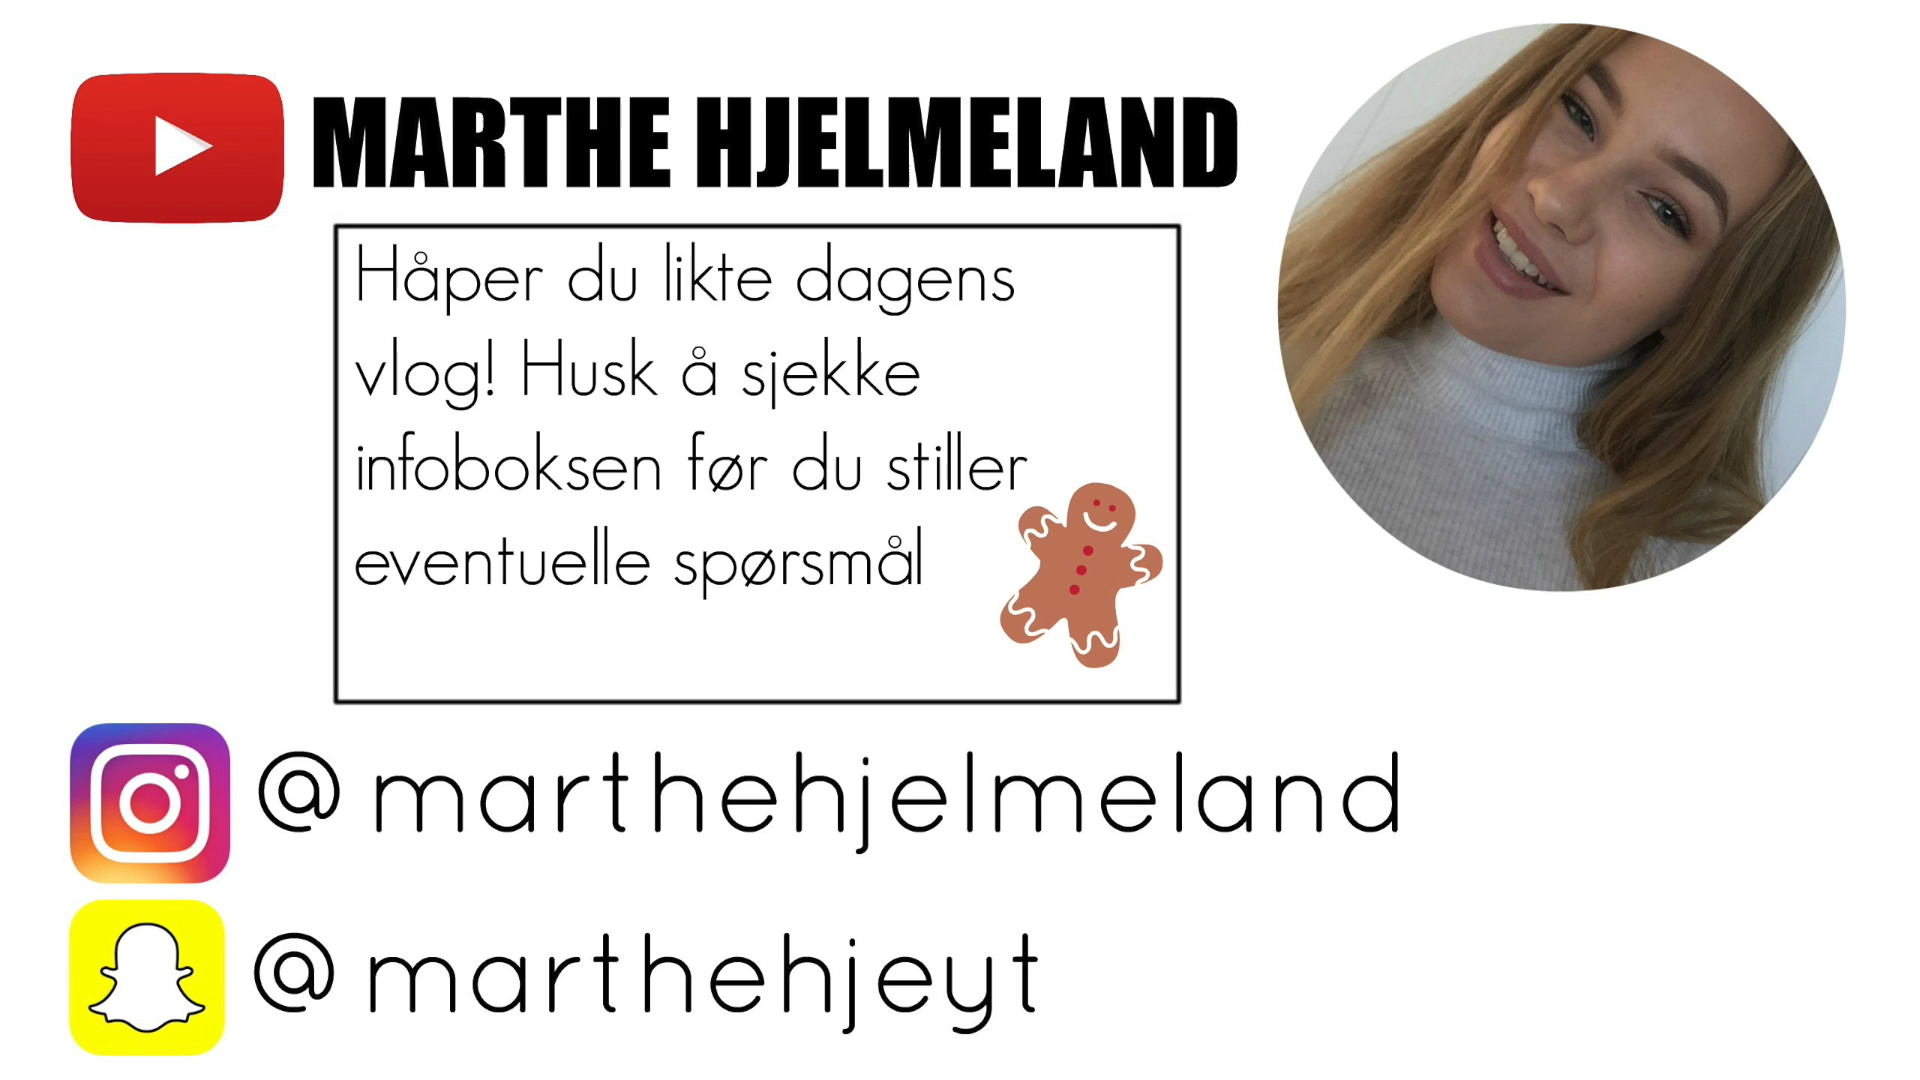 MARTHE HJELMELAND
Håper du likte dagens
vlog! Husk å sjekke
infoboksen før du stiller
eventuelle spørsmål
@marthehjelmeland
@marthehjeyt